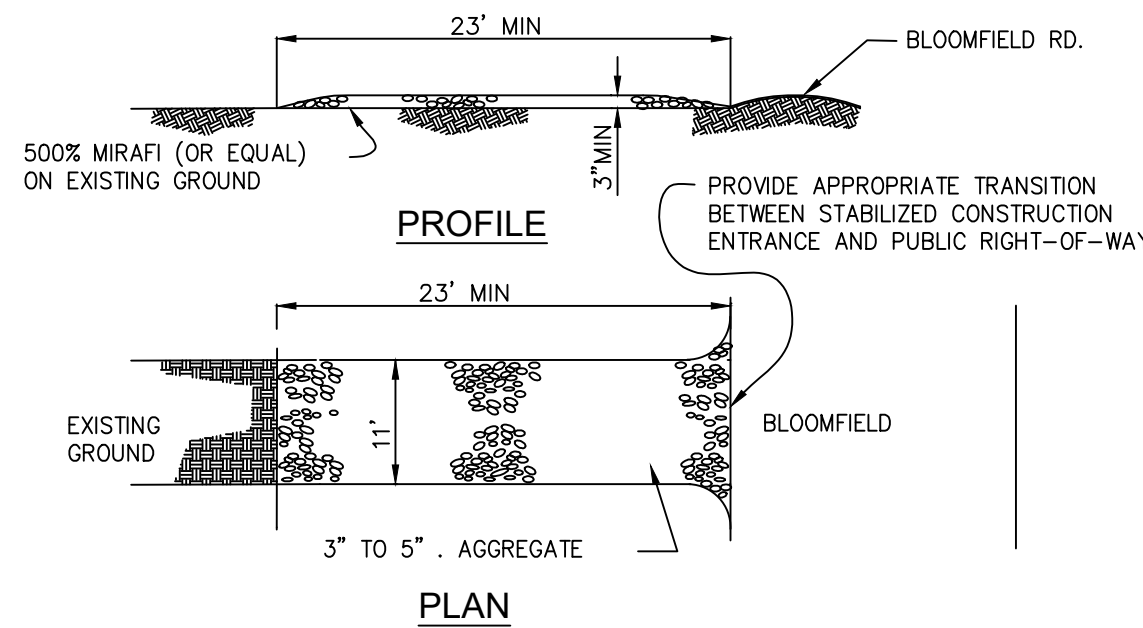 23' MIN
BLOOMFIELD RD.
500% MIRAFI (OR EQUAL)
ON EXISTING GROUND
3"MIN
PROVIDE APPROPRIATE TRANSITION
BETWEEN STABILIZED CONSTRUCTION
ENTRANCE AND PUBLIC RIGHT-OF-WAY
PROFILE
23' MIN
EXISTING
GROUND
11'
BLOOMFIELD
3" TO 5" . AGGREGATE
PLAN